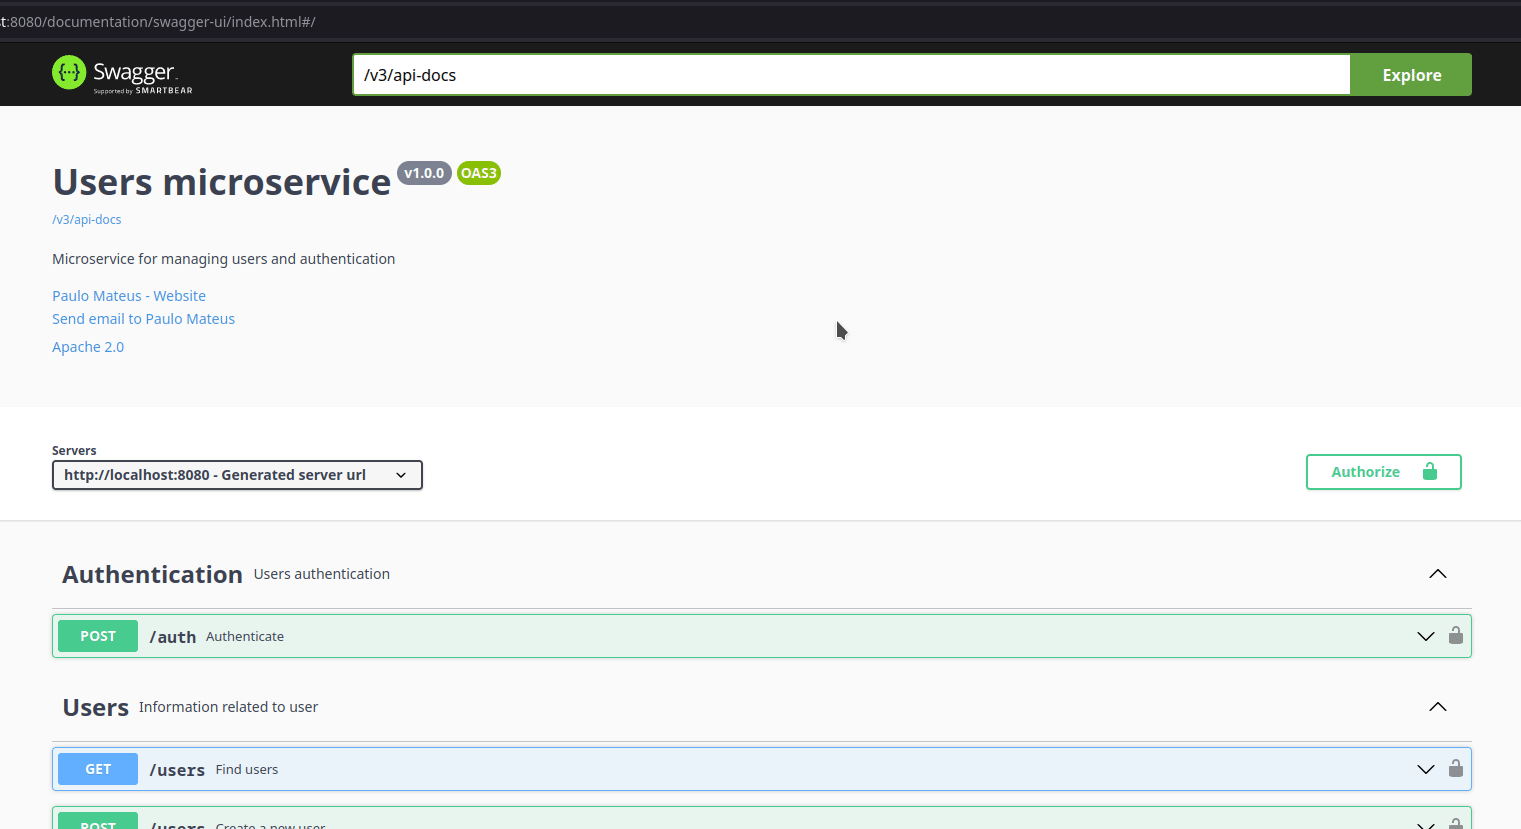 t:8080/documentation/swagger-ui/index.html#/
{···} Swagger.
Supported by SMARTBEAR
/v3/api-docs
Explore
Users microservice v1.0.0 OAS3
/v3/api-docs
Microservice for managing users and authentication
Paulo Mateus - Website
Send email to Paulo Mateus
Apache 2.0
Servers
http://localhost:8080 - Generated server url
Authorize
Authentication Users authentication
POST /auth Authenticate
Users Information related to user
GET /users Find users
POST /users Create a new user